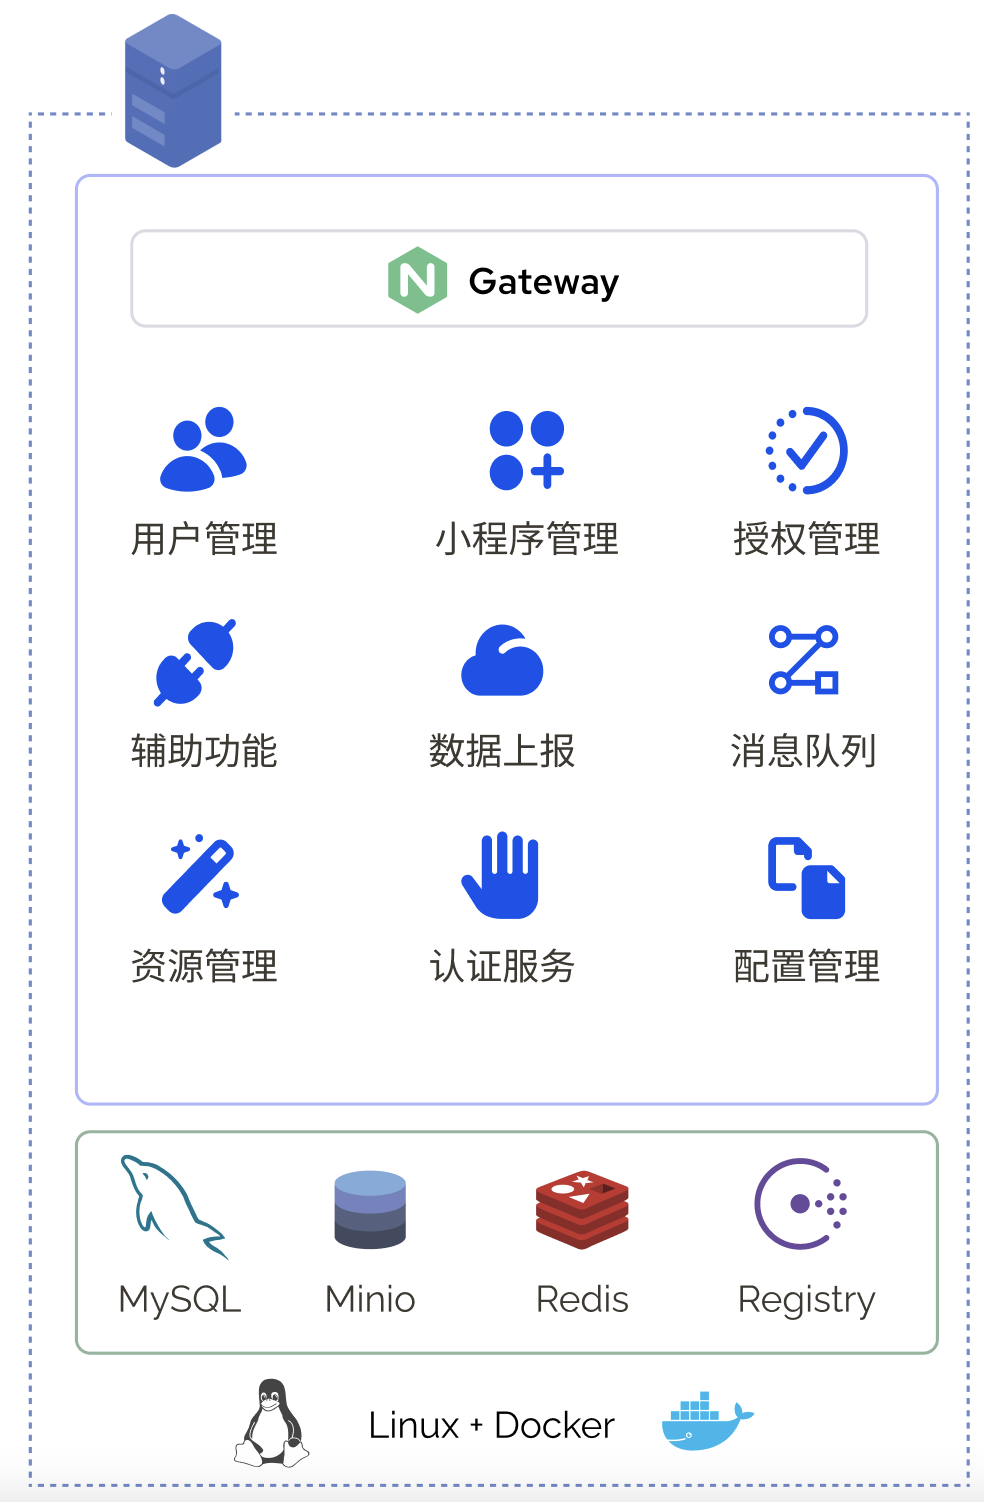 N Gateway
用户管理
小程序管理
授权管理
辅助功能
数据上报
消息队列
资源管理
认证服务
配置管理
MySQL
Minio
Redis
Registry
Linux + Docker